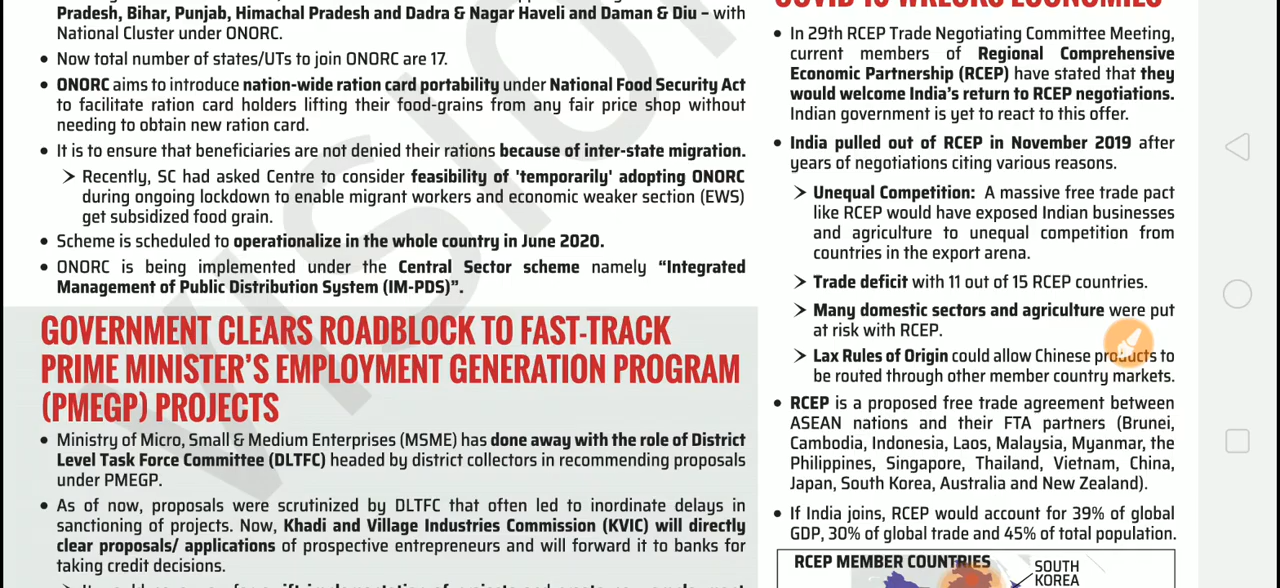 Pradesh, Bihar, Punjab, Himachal Pradesh and Dadra & Nagar Haveli and Daman & Diu – with
National Cluster under ONORC.
• Now total number of states/UTs to join ONORC are 17.
• ONORC aims to introduce nation-wide ration card portability under National Food Security Act
to facilitate ration card holders lifting their food-grains from any fair price shop without
needing to obtain new ration card.
• It is to ensure that beneficiaries are not denied their rations because of inter-state migration.
➢ Recently, SC had asked Centre to consider feasibility of 'temporarily' adopting ONORC
during ongoing lockdown to enable migrant workers and economic weaker section (EWS)
get subsidized food grain.
• Scheme is scheduled to operationalize in the whole country in June 2020.
• ONORC is being implemented under the Central Sector scheme namely “Integrated
Management of Public Distribution System (IM-PDS)”.
GOVERNMENT CLEARS ROADBLOCK TO FAST-TRACK
PRIME MINISTER’S EMPLOYMENT GENERATION PROGRAM
(PMEGP) PROJECTS
• Ministry of Micro, Small & Medium Enterprises (MSME) has done away with the role of District
Level Task Force Committee (DLTFC) headed by district collectors in recommending proposals
under PMEGP.
• As of now, proposals were scrutinized by DLTFC that often led to inordinate delays in
sanctioning of projects. Now, Khadi and Village Industries Commission (KVIC) will directly
clear proposals/ applications of prospective entrepreneurs and will forward it to banks for
taking credit decisions.
COVID-19 WRECKS ECONOMIES
• In 29th RCEP Trade Negotiating Committee Meeting,
current members of Regional Comprehensive
Economic Partnership (RCEP) have stated that they
would welcome India’s return to RCEP negotiations.
Indian government is yet to react to this offer.
• India pulled out of RCEP in November 2019 after
years of negotiations citing various reasons.
➢ Unequal Competition: A massive free trade pact
like RCEP would have exposed Indian businesses
and agriculture to unequal competition from
countries in the export arena.
➢ Trade deficit with 11 out of 15 RCEP countries.
➢ Many domestic sectors and agriculture were put
at risk with RCEP.
➢ Lax Rules of Origin could allow Chinese products to
be routed through other member country markets.
• RCEP is a proposed free trade agreement between
ASEAN nations and their FTA partners (Brunei,
Cambodia, Indonesia, Laos, Malaysia, Myanmar, the
Philippines, Singapore, Thailand, Vietnam, China,
Japan, South Korea, Australia and New Zealand).
• If India joins, RCEP would account for 39% of global
GDP, 30% of global trade and 45% of total population.
RCEP MEMBER COUNTRIES
SOUTH
KOREA
VISION